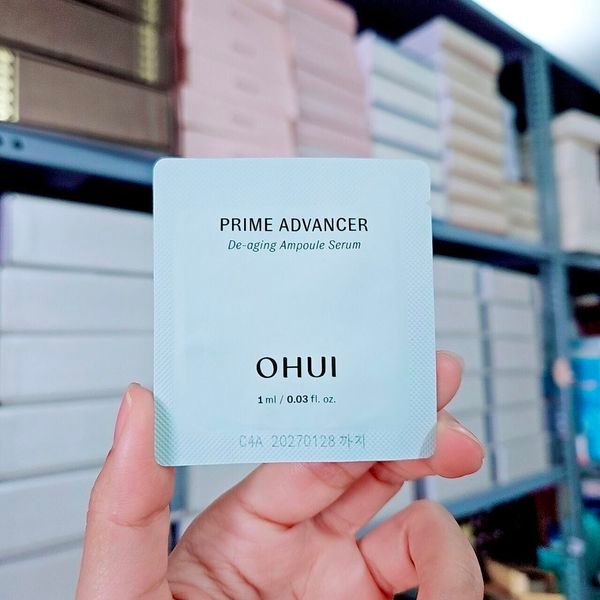 PRIME ADVANCER
De-aging Ampoule Serum
OHUI
1 ml / 0.03 fl. oz.
C4A 20270128 까지